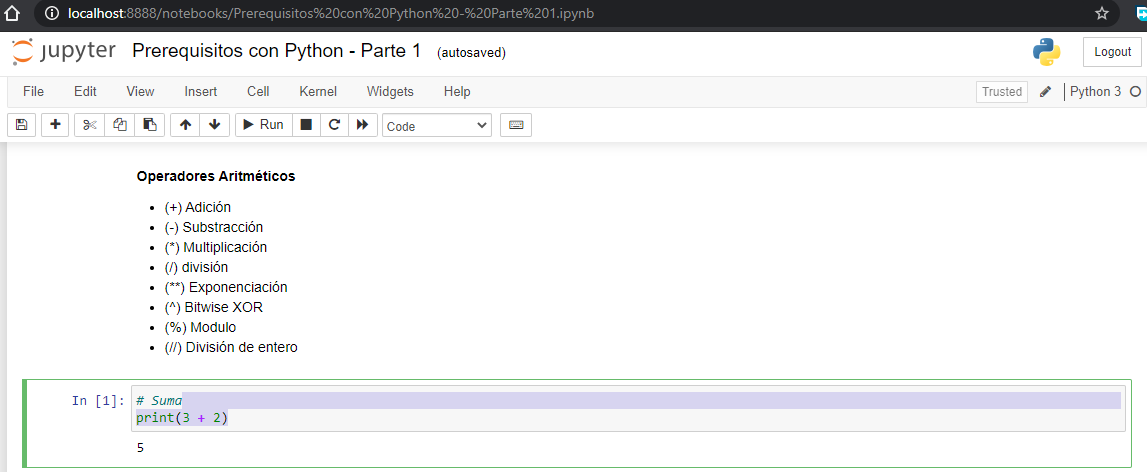 localhost:8888/notebooks/Prerequisitos%20con%20Python%20-%20Parte%201.ipynb
jupyter Prerequisitos con Python - Parte 1 (autosaved) Logout
File Edit View Insert Cell Kernel Widgets Help Trusted Python 3
Run Code
Operadores Aritméticos
(+) Adición
(-) Substracción
(*) Multiplicación
(/) división
(**) Exponenciación
(^) Bitwise XOR
(%) Modulo
(//) División de entero
In [1]: # Suma
print(3 + 2)
5